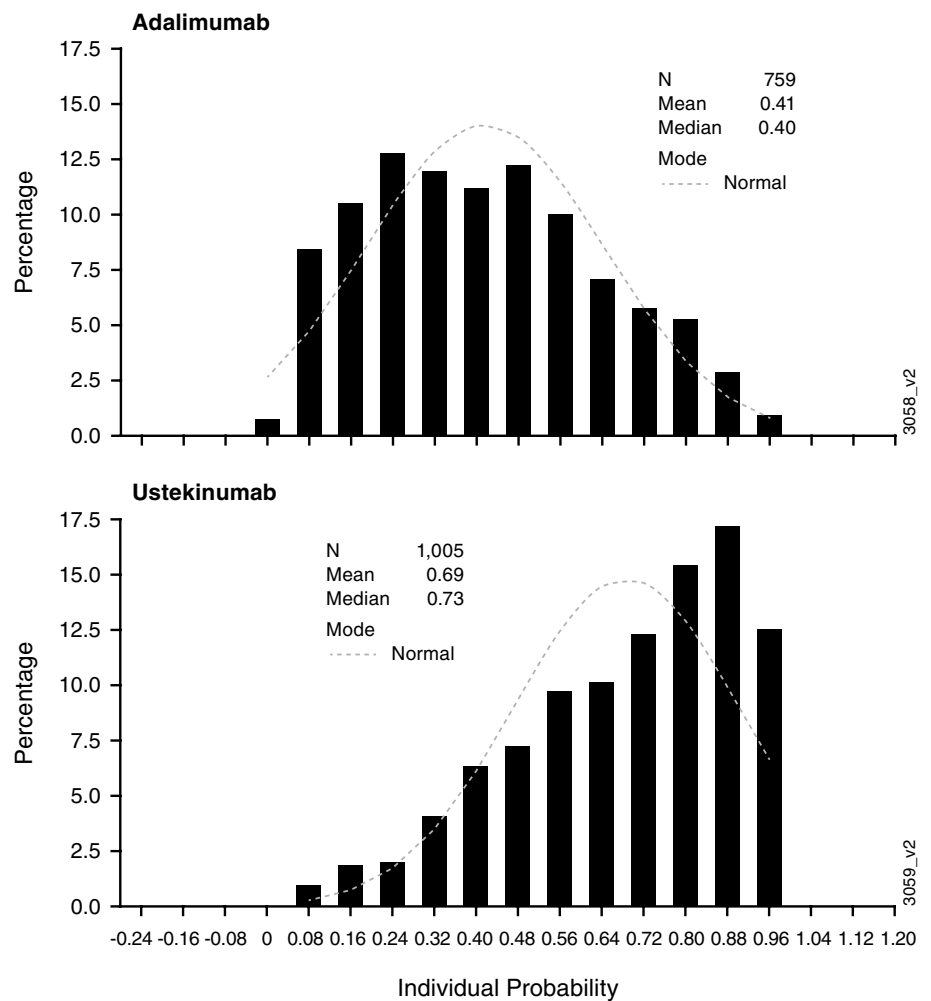 Adalimumab
17.5
15.0
12.5
10.0
7.5
5.0
2.5
0.0
Percentage
N 759
Mean 0.41
Median 0.40
Mode
Normal
3058_v2
Ustekinumab
17.5
15.0
12.5
10.0
7.5
5.0
2.5
0.0
Percentage
N 1,005
Mean 0.69
Median 0.73
Mode
Normal
3059_v2
-0.24 -0.16 -0.08 0 0.08 0.16 0.24 0.32 0.40 0.48 0.56 0.64 0.72 0.80 0.88 0.96 1.04 1.12 1.20
Individual Probability